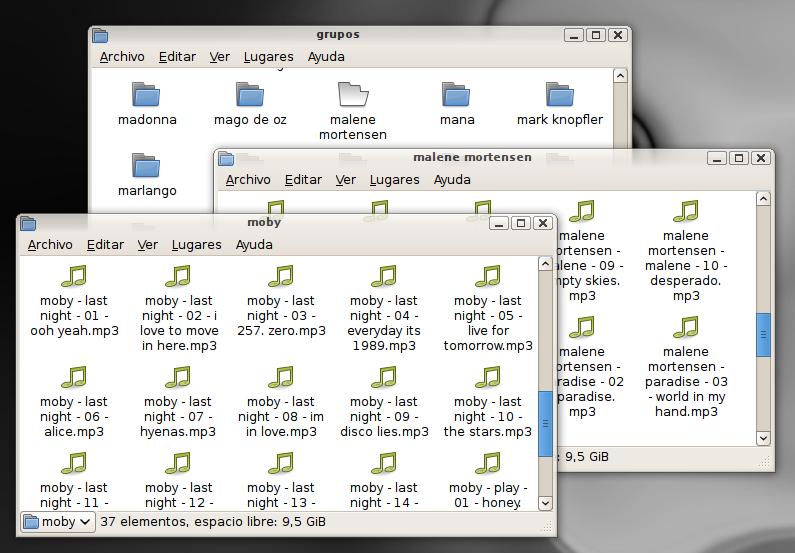 grupos
Archivo Editar Ver Lugares Ayuda
madonna mago de oz malene mana mark knopfler
mortensen
marlango
malene mortensen
Archivo Editar Ver Lugares Ayuda
malene malene
mortensen - mortensen -
malene - 10 -
skies. desperado.
mp3 mp3
malene malene
mortensen - mortensen -
- 02 paradise - 03
paradise. - world in my
mp3 hand.mp3
: 9,5 GiB
moby
Archivo Editar Ver Lugares Ayuda
moby - last moby - last moby - last moby - last moby - last
night - 01 - night - 02 - i night - 03 - night - 04 - night - 05 -
ooh yeah.mp3 love to move 257. zero.mp3 everyday its live for
in here.mp3 1989.mp3 tomorrow.mp3
moby - last moby - last moby - last moby - last moby - last
night - 06 - night - 07 - night - 08 - im night - 09 - night - 10 -
alice.mp3 hyenas.mp3 in love.mp3 disco lies.mp3 the stars.mp3
moby - last moby - last moby - last moby - last moby - play -
night - 11 - night - 12 - night - 13 - night - 14 - 01 - honey.
moby 37 elementos, espacio libre: 9,5 GiB